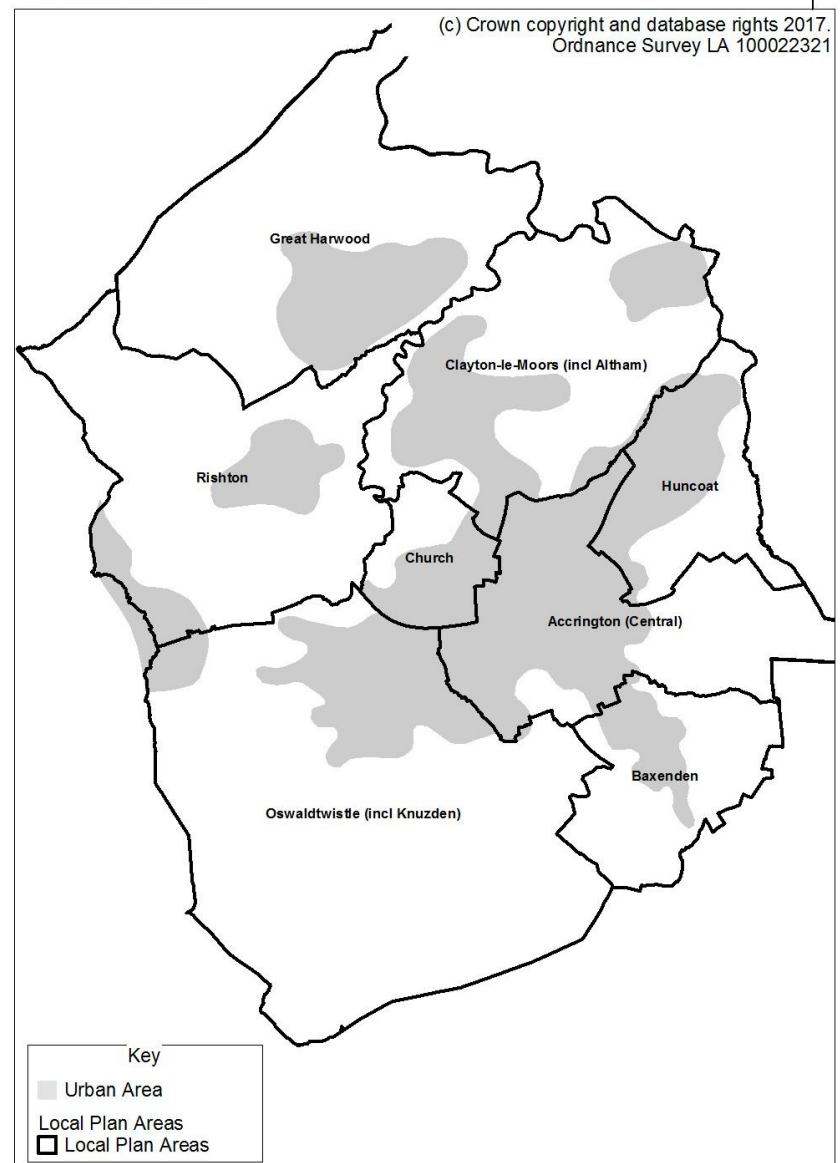 (c) Crown copyright and database rights 2017.
Ordnance Survey LA 100022321
Great Harwood
Clayton-le-Moors (incl Altham)
Rishton
Huncoat
Church
Accrington (Central)
Baxenden
Oswaldtwistle (incl Knuzden)
Key
Urban Area
Local Plan Areas
Local Plan Areas